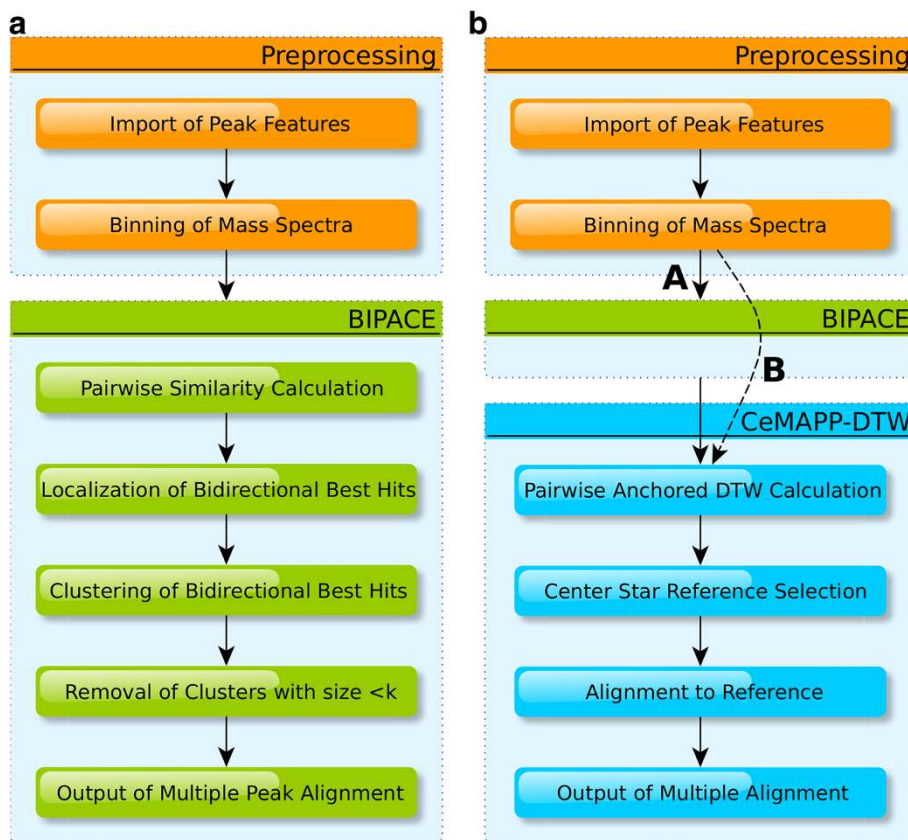 a
Preprocessing
Import of Peak Features
Binning of Mass Spectra
BIPACE
Pairwise Similarity Calculation
Localization of Bidirectional Best Hits
Clustering of Bidirectional Best Hits
Removal of Clusters with size <k
Output of Multiple Peak Alignment
b
Preprocessing
Import of Peak Features
Binning of Mass Spectra
A
BIPACE
B
CeMAPP-DTW
Pairwise Anchored DTW Calculation
Center Star Reference Selection
Alignment to Reference
Output of Multiple Alignment